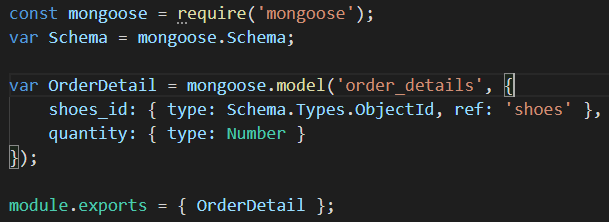 const mongoose = require('mongoose');
var Schema = mongoose.Schema;
var OrderDetail = mongoose.model('order_details', {
    shoes_id: { type: Schema.Types.ObjectId, ref: 'shoes' },
    quantity: { type: Number }
});
module.exports = { OrderDetail };